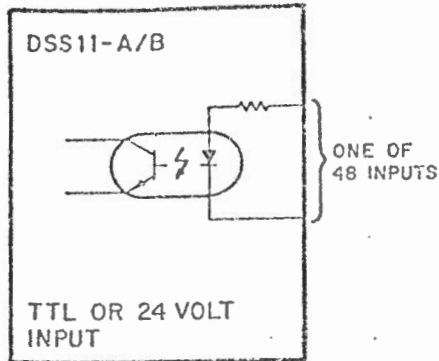 DSS11-A/B
ONE OF
48 INPUTS
TTL OR 24 VOLT
INPUT